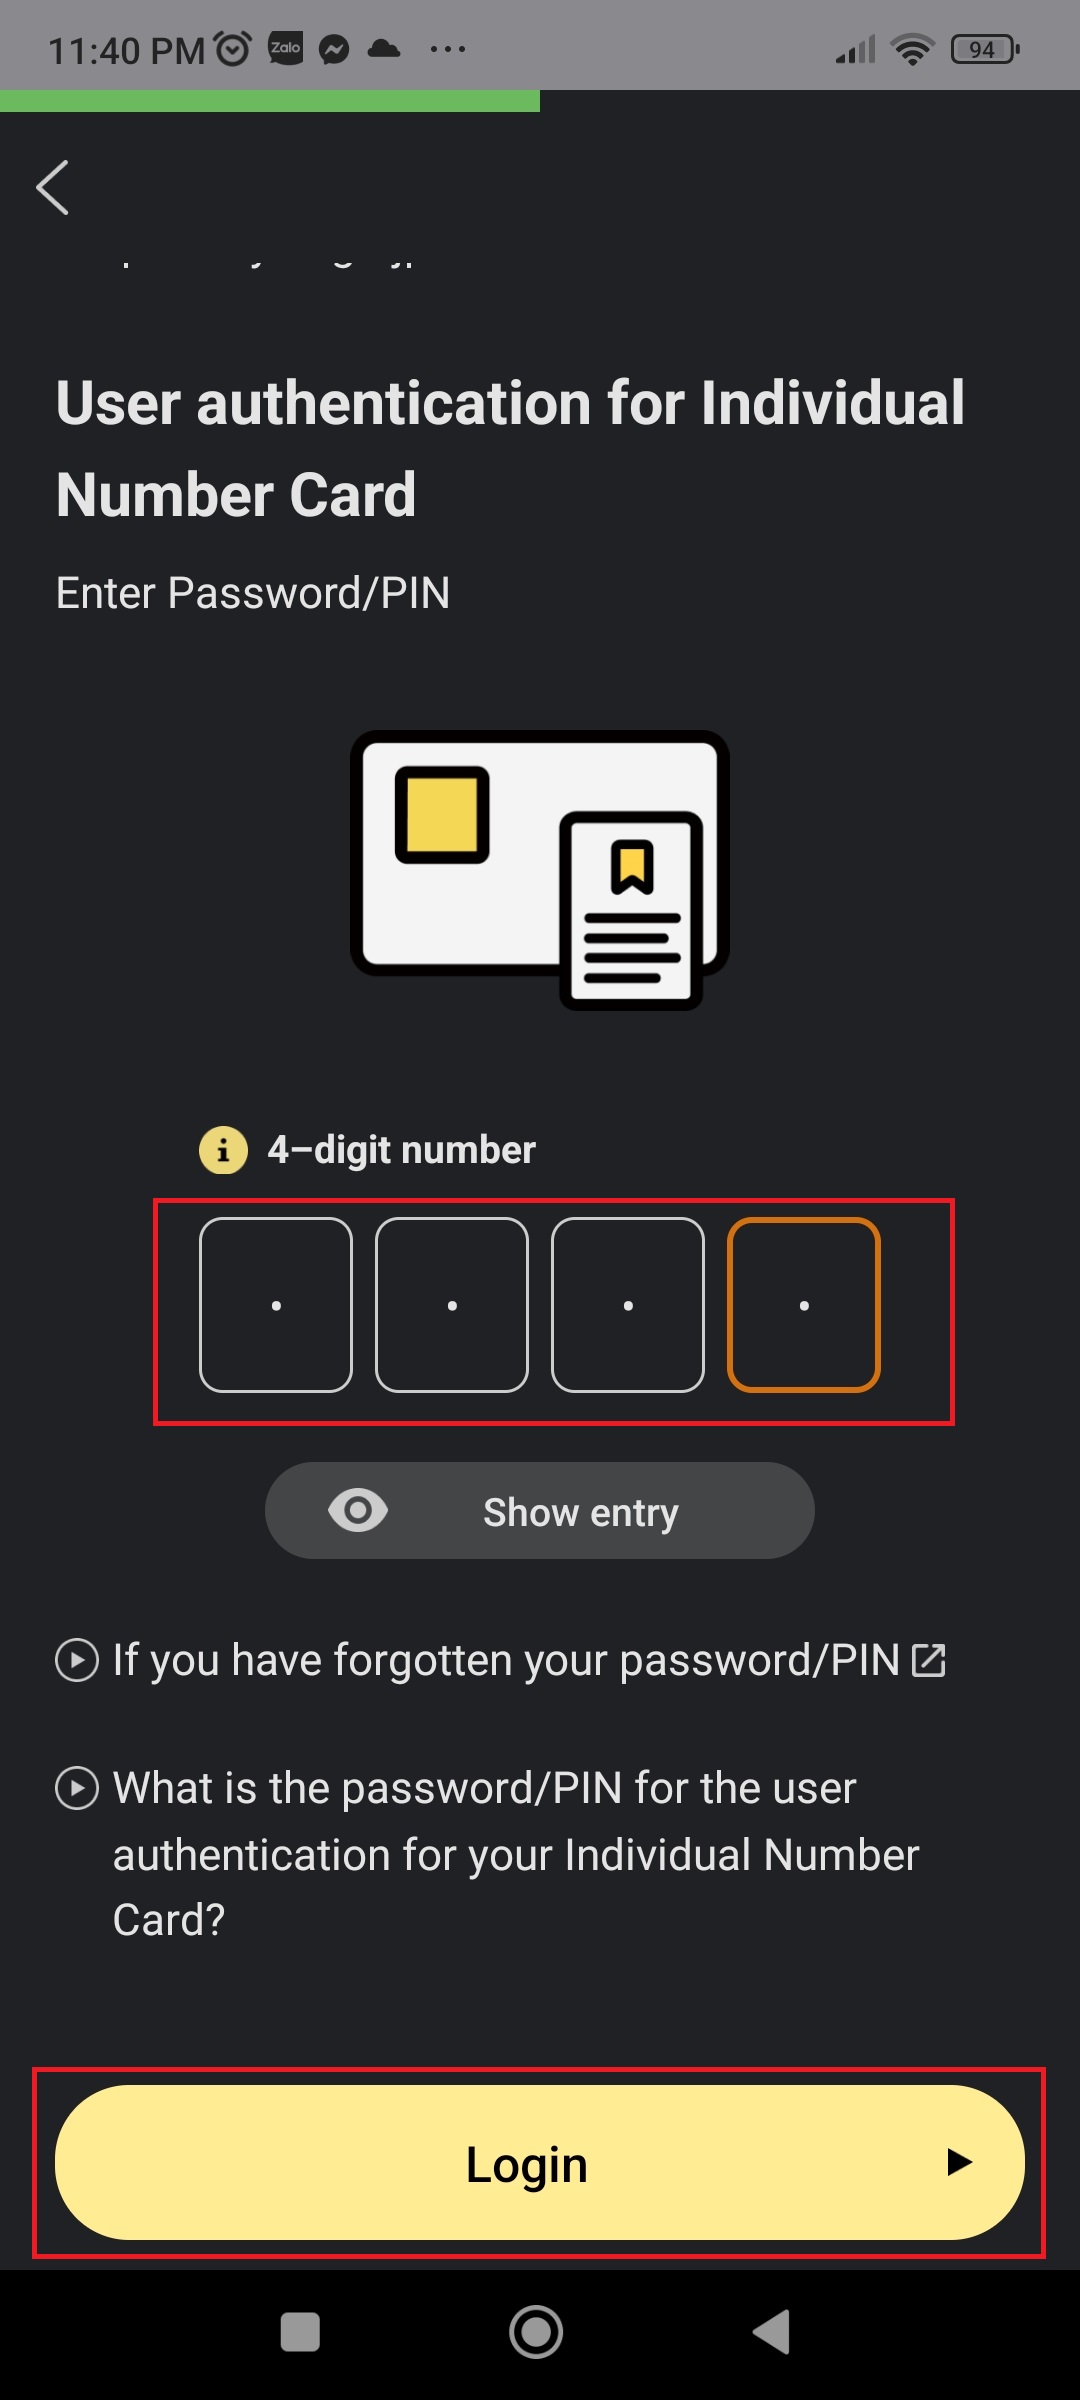 11:40 PM Zalo ... 94
User authentication for Individual
Number Card
Enter Password/PIN
i 4–digit number
Show entry
If you have forgotten your password/PIN
What is the password/PIN for the user
authentication for your Individual Number
Card?
Login